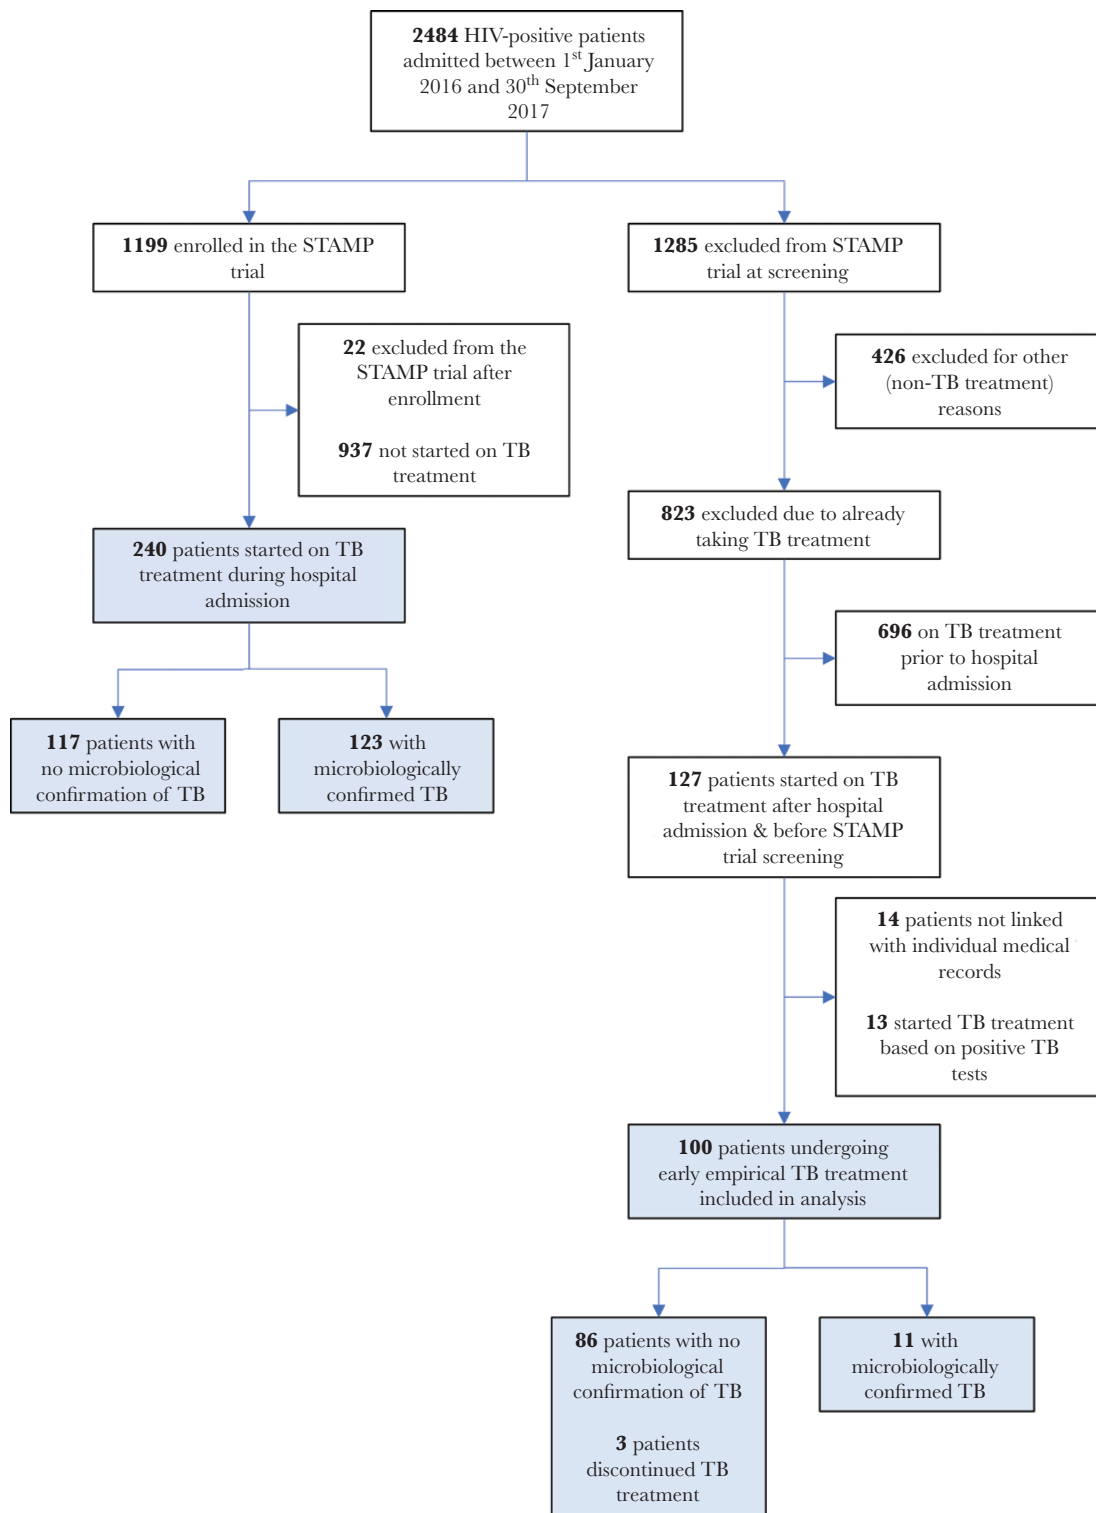 2484 HIV-positive patients
admitted between 1st January
2016 and 30th September
2017
1199 enrolled in the STAMP
trial
1285 excluded from STAMP
trial at screening
22 excluded from the
STAMP trial after
enrollment
937 not started on TB
treatment
426 excluded for other
(non-TB treatment)
reasons
240 patients started on TB
treatment during hospital
admission
823 excluded due to already
taking TB treatment
696 on TB treatment
prior to hospital
admission
117 patients with
no microbiological
confirmation of TB
123 with
microbiologically
confirmed TB
127 patients started on TB
treatment after hospital
admission & before STAMP
trial screening
14 patients not linked
with individual medical
records
13 started TB treatment
based on positive TB
tests
100 patients undergoing
early empirical TB treatment
included in analysis
86 patients with no
microbiological
confirmation of TB
3 patients
discontinued TB
treatment
11 with
microbiologically
confirmed TB